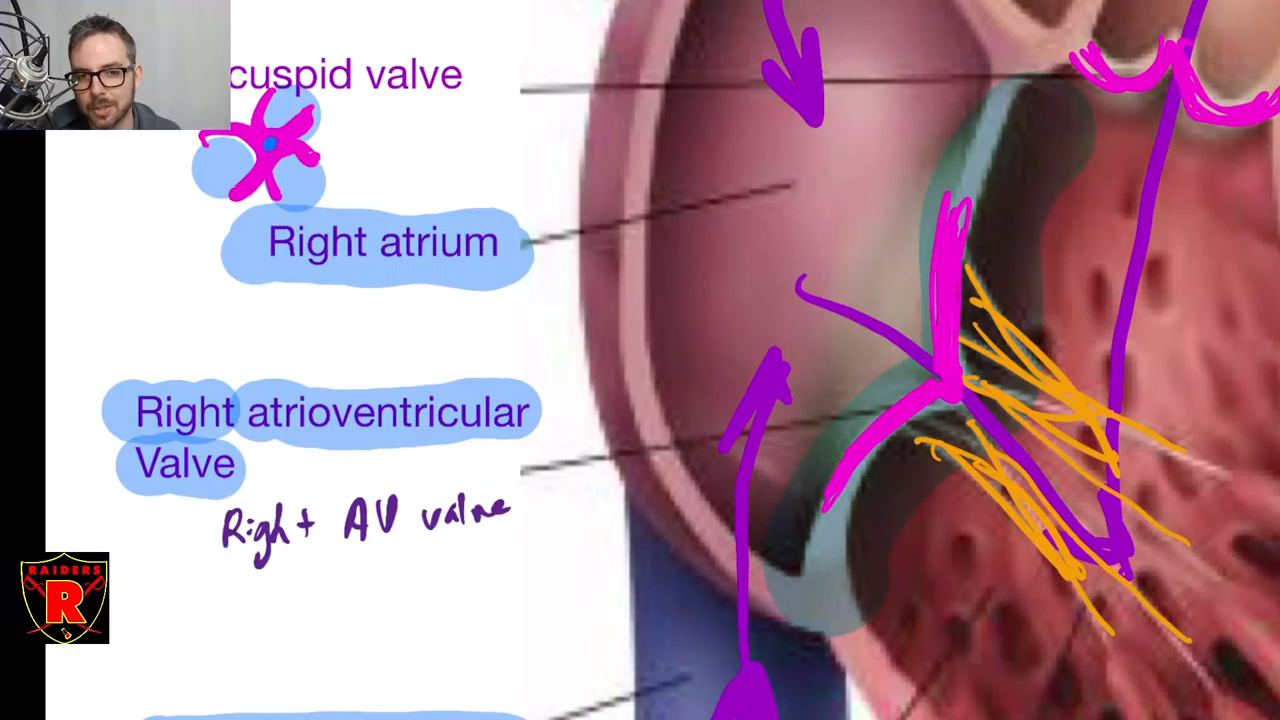 cuspid valve
Right atrium
Right atrioventricular
Valve
Right AV valve
RAIDERS
R